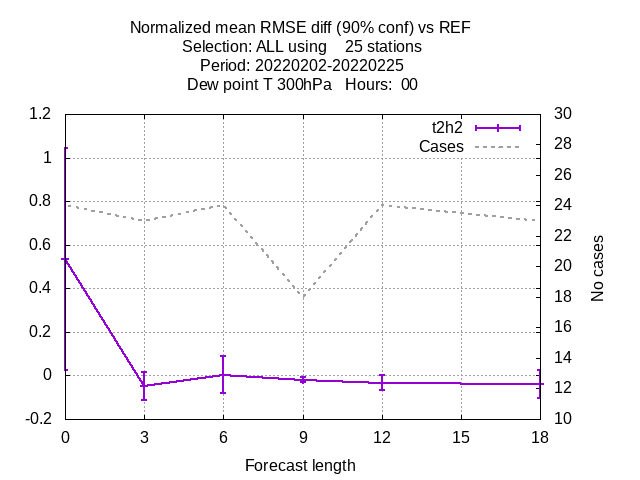 Normalized mean RMSE diff (90% conf) vs REF
Selection: ALL using    25 stations
Period: 20220202-20220225
Dew point T 300hPa   Hours:  00
1.2 30
t2h2
28
Cases
1 26
0.8 24
22
0.6
20
0.4 18
16
0.2
14
0 12
-0.2 10
No cases
0 3 6 9 12 15 18
Forecast length